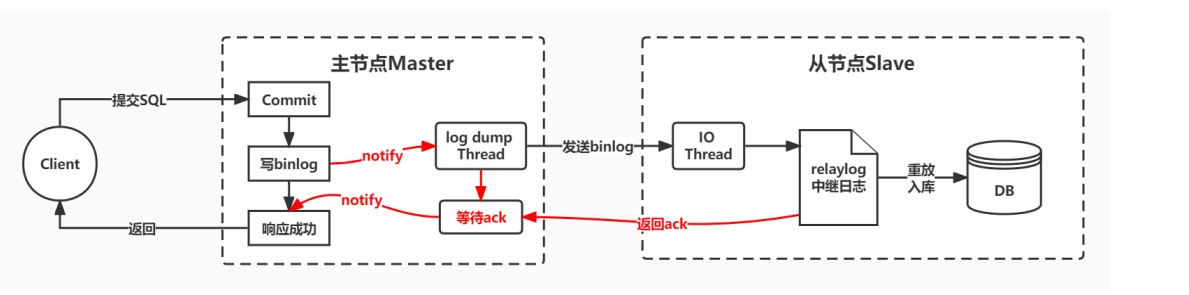 主节点Master
从节点Slave
提交SQL
Commit
Client
写binlog
notify
log dump
Thread
发送binlog
IO
Thread
relaylog
中继日志
重放
入库
DB
notify
等待ack
返回ack
响应成功
返回